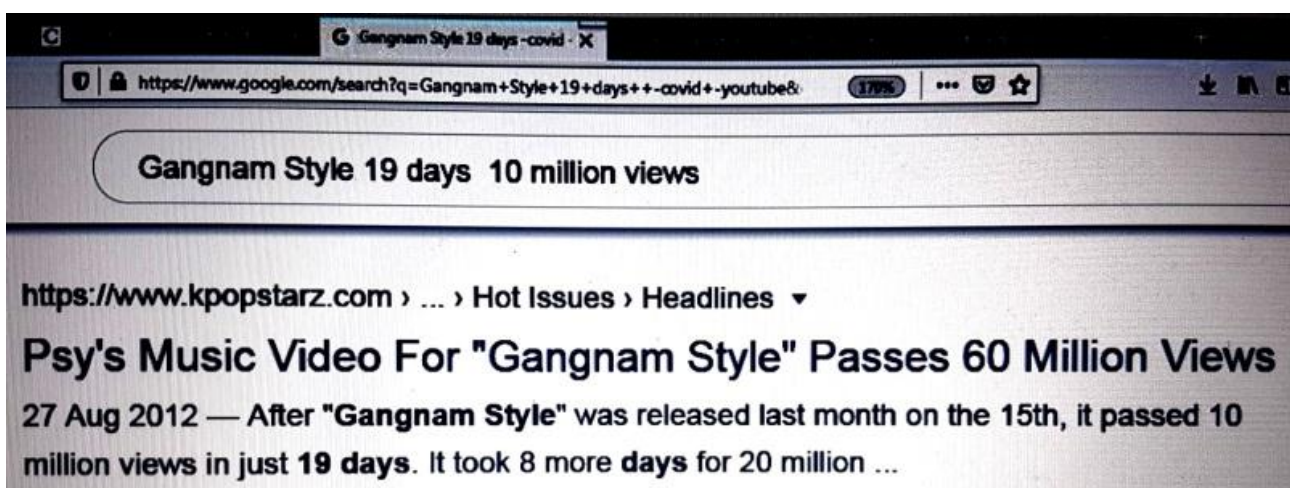 G Gangnam Style 19 days -covid -
https://www.google.com/search?q=Gangnam+Style+19+days++-covid+-youtube&
170%
Gangnam Style 19 days 10 million views
https://www.kpopstarz.com › ... › Hot Issues › Headlines
Psy's Music Video For "Gangnam Style" Passes 60 Million Views
27 Aug 2012 — After "Gangnam Style" was released last month on the 15th, it passed 10
million views in just 19 days. It took 8 more days for 20 million ...